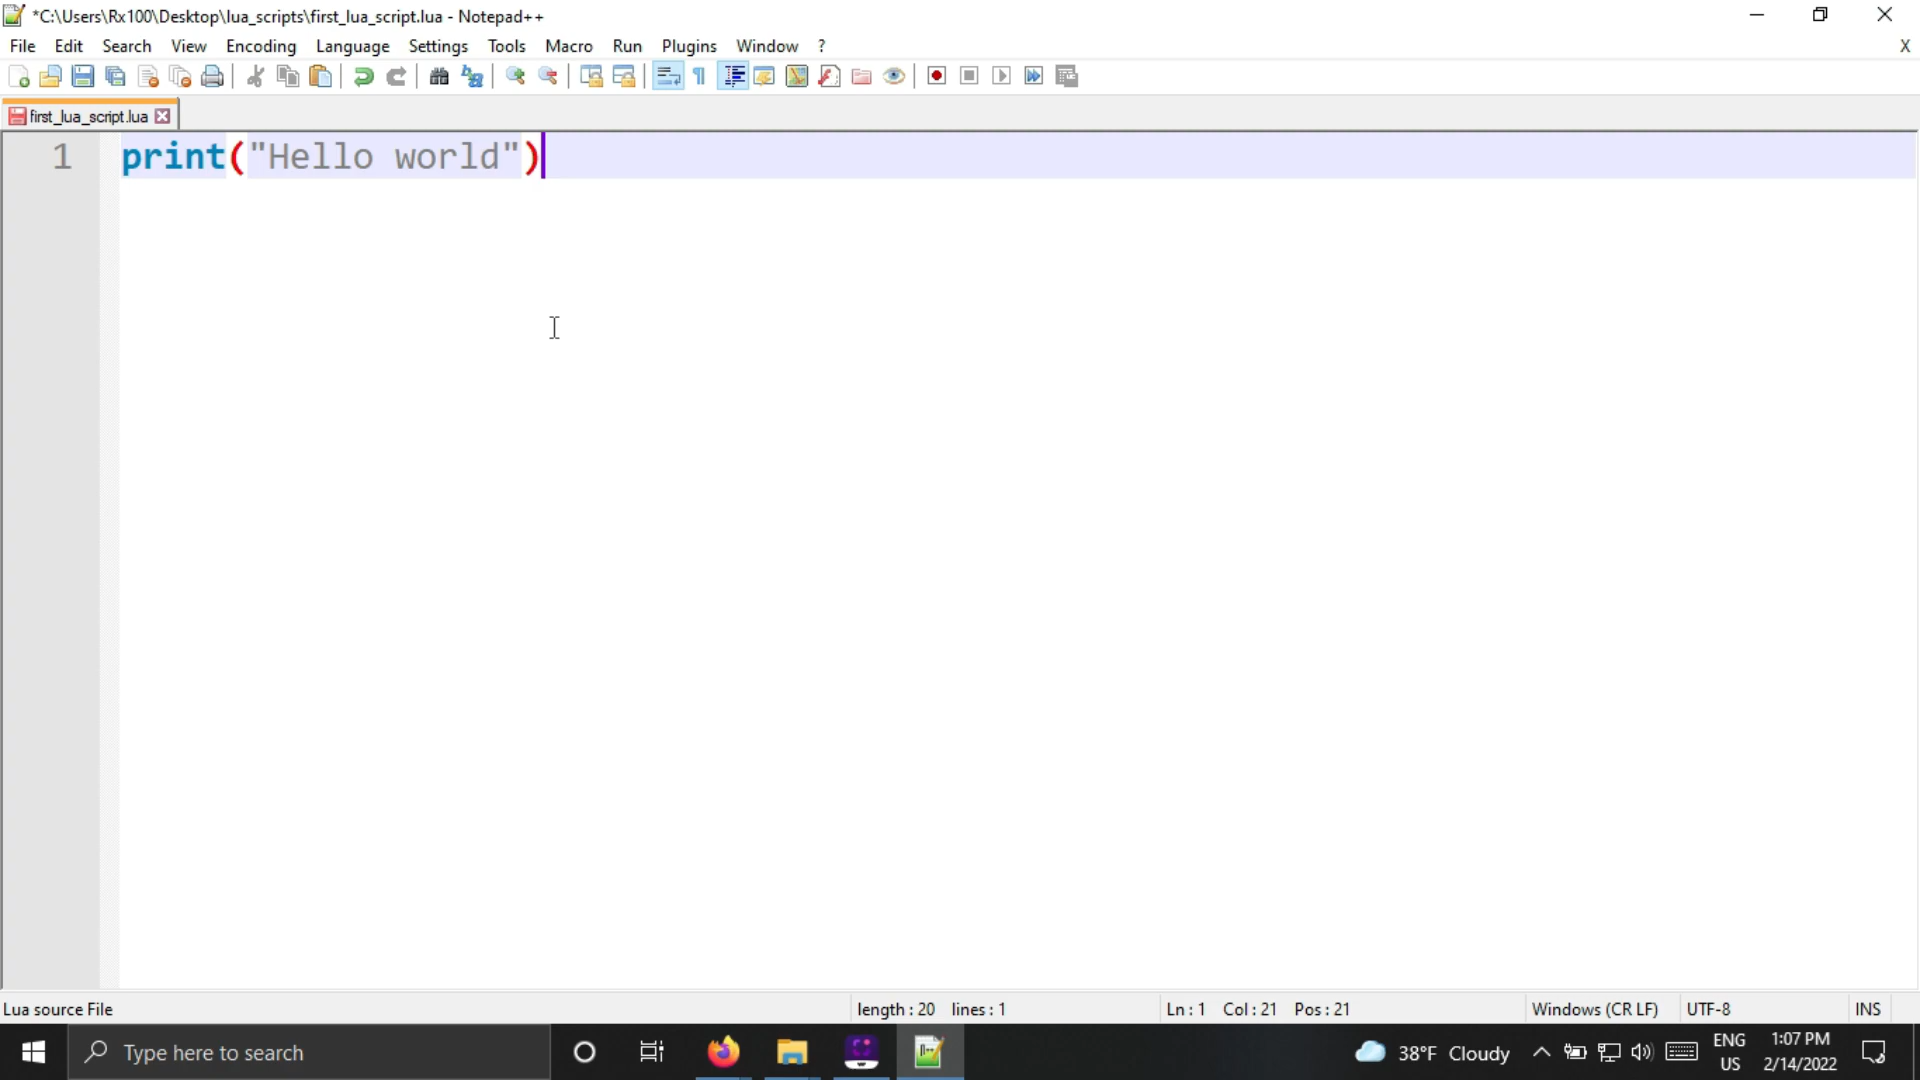 *C:\Users\Rx100\Desktop\lua_scripts\first_lua_script.lua - Notepad++
File Edit Search View Encoding Language Settings Tools Macro Run Plugins Window ? X
first_lua_script.lua
1 print("Hello world")
Lua source File length : 20 lines : 1 Ln : 1 Col : 21 Pos : 21 Windows (CR LF) UTF-8 INS
Type here to search 38°F Cloudy ENG 1:07 PM
US 2/14/2022